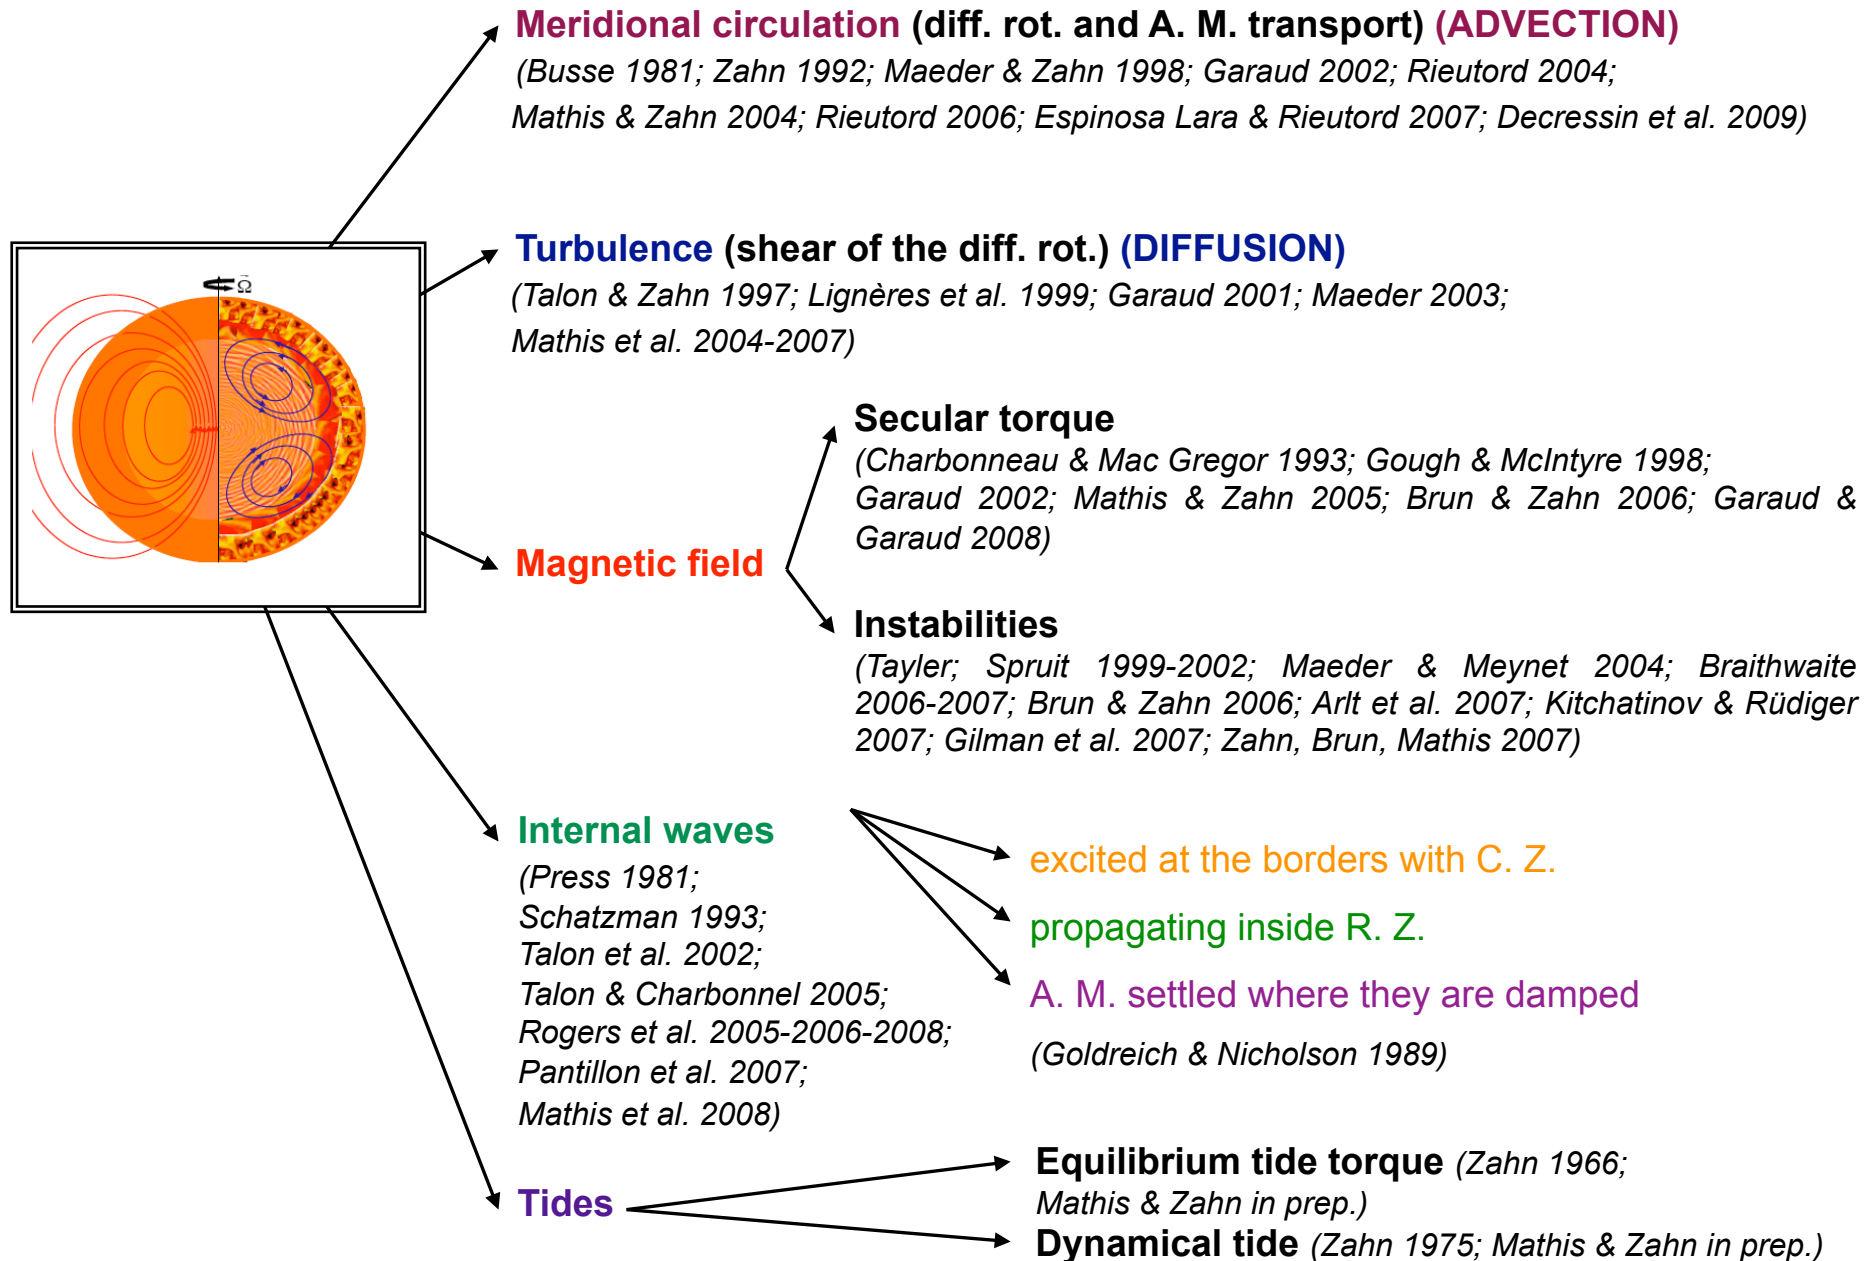 Meridional circulation (diff. rot. and A. M. transport) (ADVECTION)
(Busse 1981; Zahn 1992; Maeder & Zahn 1998; Garaud 2002; Rieutord 2004;
Mathis & Zahn 2004; Rieutord 2006; Espinosa Lara & Rieutord 2007; Decressin et al. 2009)
Turbulence (shear of the diff. rot.) (DIFFUSION)
(Talon & Zahn 1997; Lignères et al. 1999; Garaud 2001; Maeder 2003;
Mathis et al. 2004-2007)
Ω
Secular torque
(Charbonneau & Mac Gregor 1993; Gough & McIntyre 1998;
Garaud 2002; Mathis & Zahn 2005; Brun & Zahn 2006; Garaud &
Garaud 2008)
Magnetic field
Instabilities
(Tayler; Spruit 1999-2002; Maeder & Meynet 2004; Braithwaite
2006-2007; Brun & Zahn 2006; Arlt et al. 2007; Kitchatinov & Rüdiger
2007; Gilman et al. 2007; Zahn, Brun, Mathis 2007)
Internal waves
(Press 1981;
Schatzman 1993;
Talon et al. 2002;
Talon & Charbonnel 2005;
Rogers et al. 2005-2006-2008;
Pantillon et al. 2007;
Mathis et al. 2008)
excited at the borders with C. Z.
propagating inside R. Z.
A. M. settled where they are damped
(Goldreich & Nicholson 1989)
Tides
Equilibrium tide torque (Zahn 1966;
Mathis & Zahn in prep.)
Dynamical tide (Zahn 1975; Mathis & Zahn in prep.)